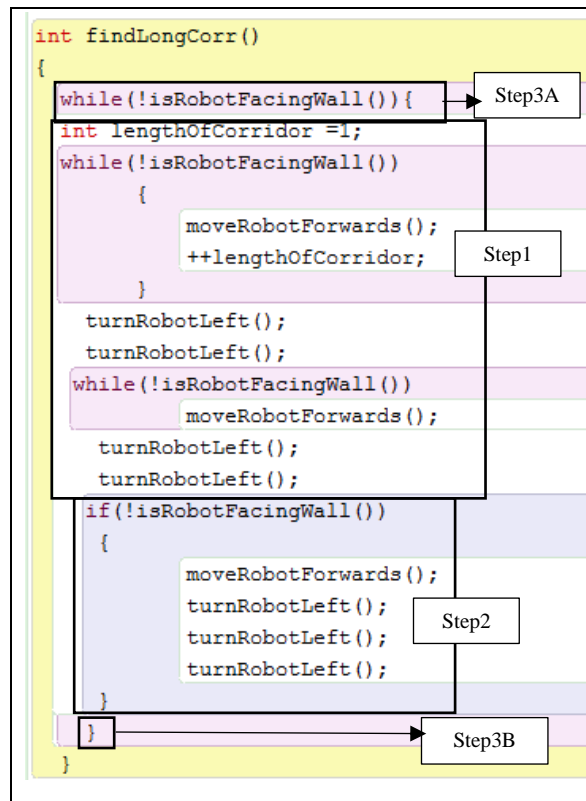 int findLongCorr()
{
while(!isRobotFacingWall()){
Step3A
int lengthOfCorridor =1;
while(!isRobotFacingWall())
{
moveRobotForwards();
++lengthOfCorridor;
Step1
}
turnRobotLeft();
turnRobotLeft();
while(!isRobotFacingWall())
moveRobotForwards();
turnRobotLeft();
turnRobotLeft();
if(!isRobotFacingWall())
{
moveRobotForwards();
turnRobotLeft();
Step2
turnRobotLeft();
turnRobotLeft();
}
}
Step3B
}